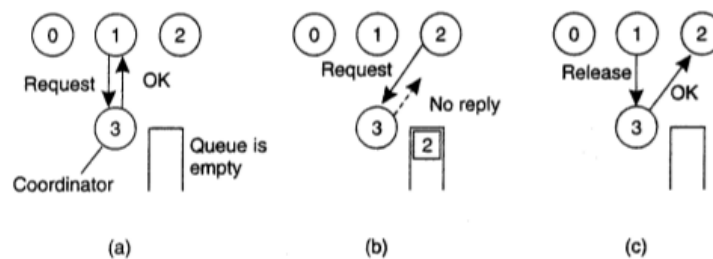 0 1 2
Request OK
3
Queue is
empty
Coordinator
(a)
0 1 2
Request
No reply
3
2
(b)
0 1 2
Release
OK
3
(c)